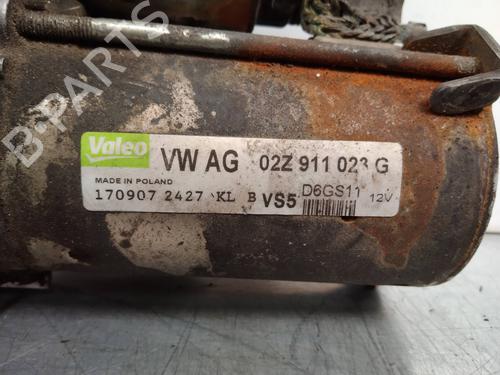 B-PARTS
Valeo VW AG 02Z 911 023 G
MADE IN POLAND
170907 2427 KL B VS5 D6GS11 12V